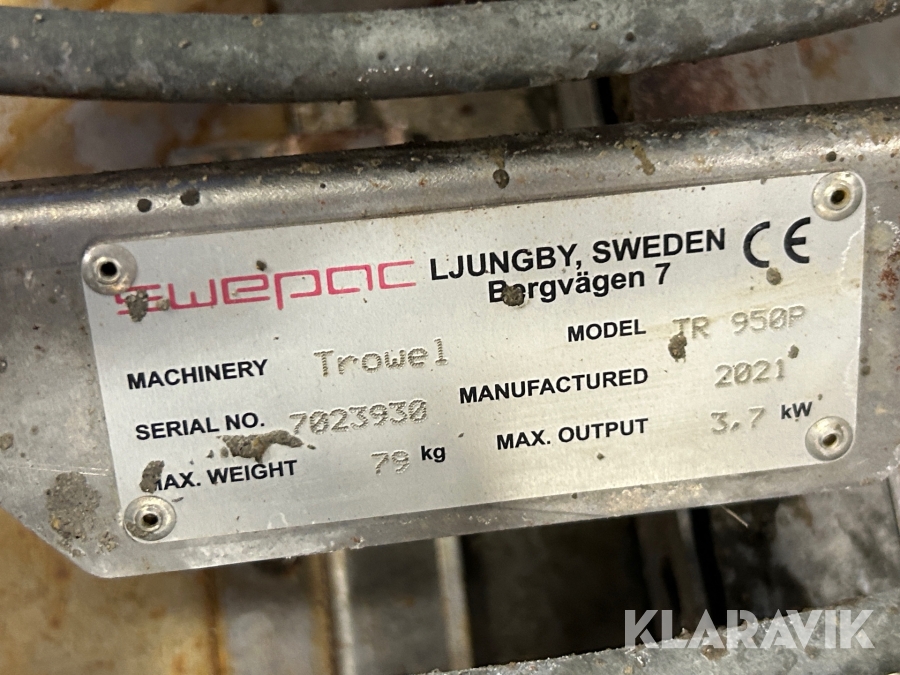 swepac LJUNGBY, SWEDEN CE
Bergvägen 7
MACHINERY Trowel MODEL TR 950P
SERIAL NO. 7023930 MANUFACTURED 2021
MAX. WEIGHT 79 kg MAX. OUTPUT 3,7 kW
KLARAVIK